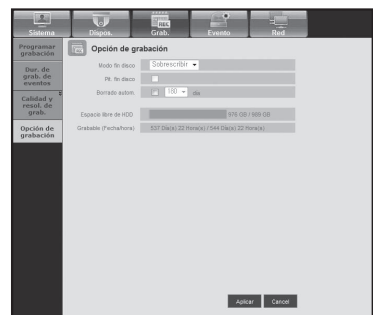 Sistema
Dispos.
REC
Grab.
Evento
Red
Programar
grabación
Dur. de
grab. de
eventos
Calidad y
resol. de
grab.
Opción de
grabación
Opción de grabación
Modo fin disco
Sobrescribir
Pit. fin disco
Borrado autom.
180
día
Espacio libre de HDD
976 GB / 988 GB
Grabable (Fecha/hora)
537 Día(s) 22 Hora(s) / 544 Día(s) 22 Hora(s)
Aplicar
Cancel